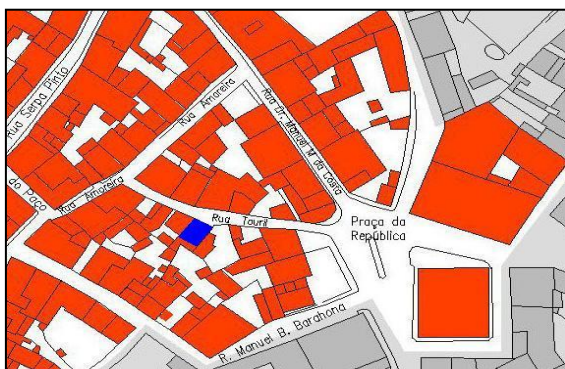 Rua Serpa Pinto
Rua Amoreira
Rua Dr. Manuel M da Costa
do Paço
Rua Amoreira
Rua Touril
Praça da
República
R. Manuel B. Barahona